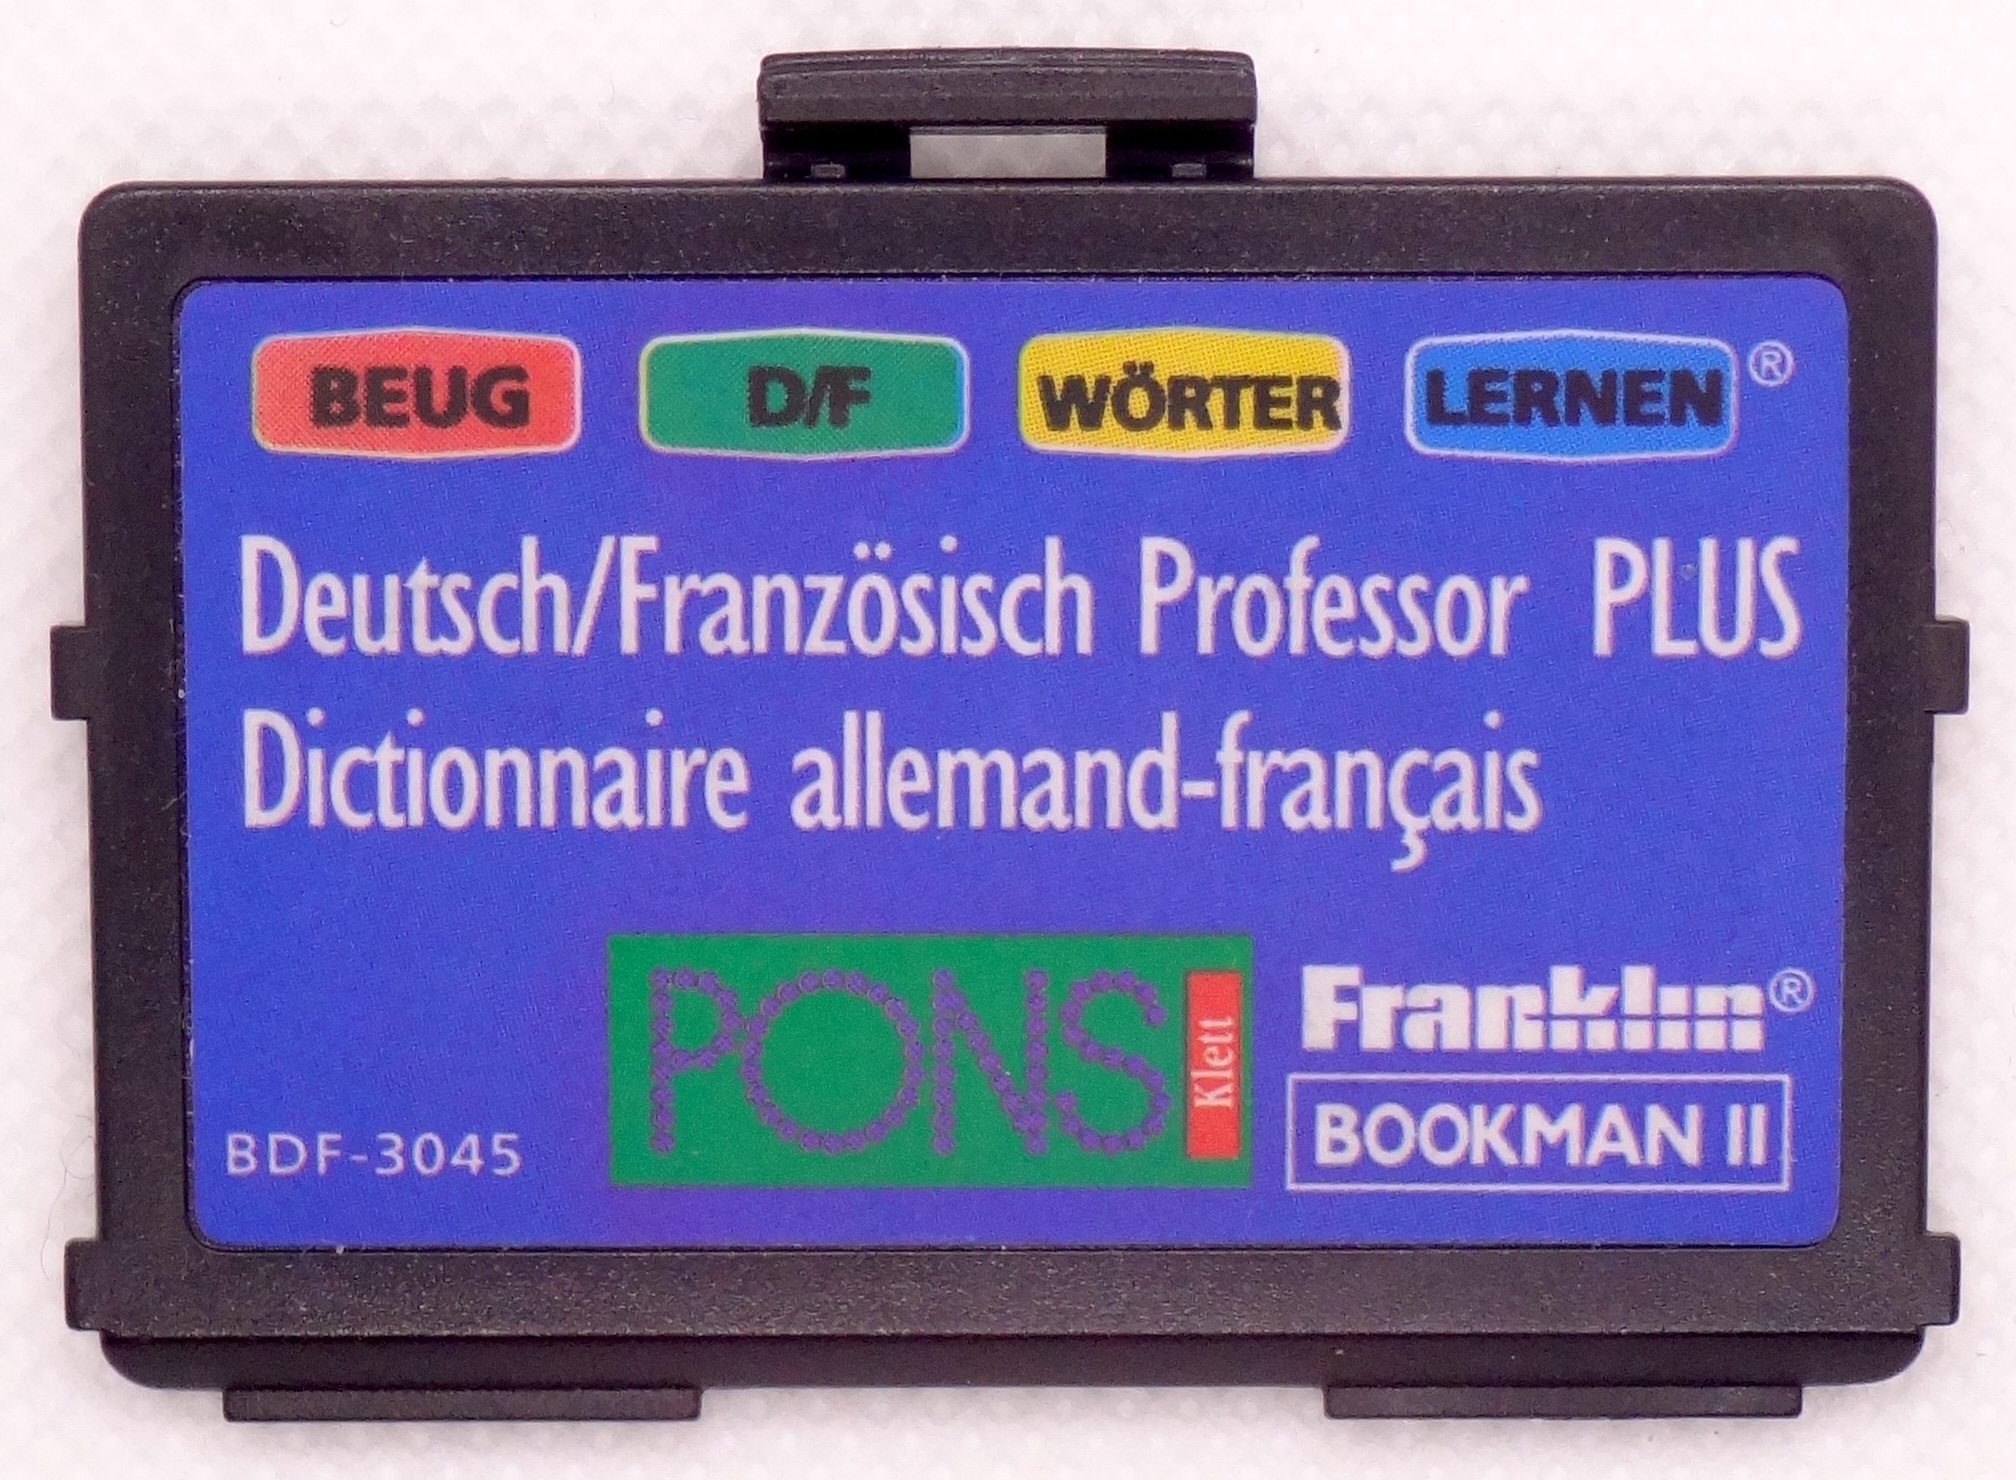 BEUG D/F WÖRTER LERNEN®
Deutsch/Französisch Professor PLUS
Dictionnaire allemand-français
PONS Klett
Franklin®
BOOKMAN II
BDF-3045